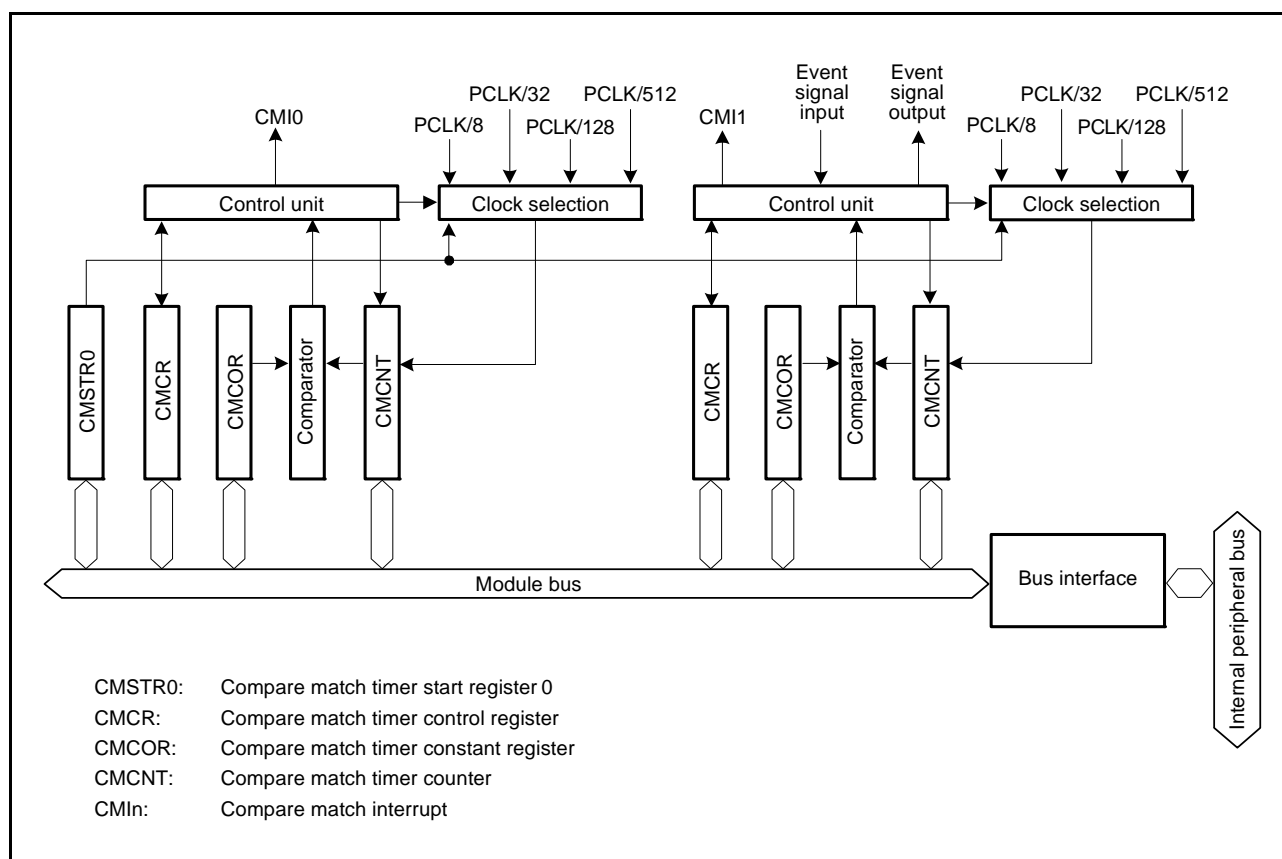 CMI0
PCLK/8
PCLK/32
PCLK/128
PCLK/512
CMI1
Event
signal
input
Event
signal
output
PCLK/8
PCLK/32
PCLK/128
PCLK/512
Control unit
Clock selection
Control unit
Clock selection
CMSTR0
CMCR
CMCOR
Comparator
CMCNT
CMCR
CMCOR
Comparator
CMCNT
Module bus
Bus interface
Internal peripheral bus
CMSTR0: Compare match timer start register 0
CMCR: Compare match timer control register
CMCOR: Compare match timer constant register
CMCNT: Compare match timer counter
CMIn: Compare match interrupt